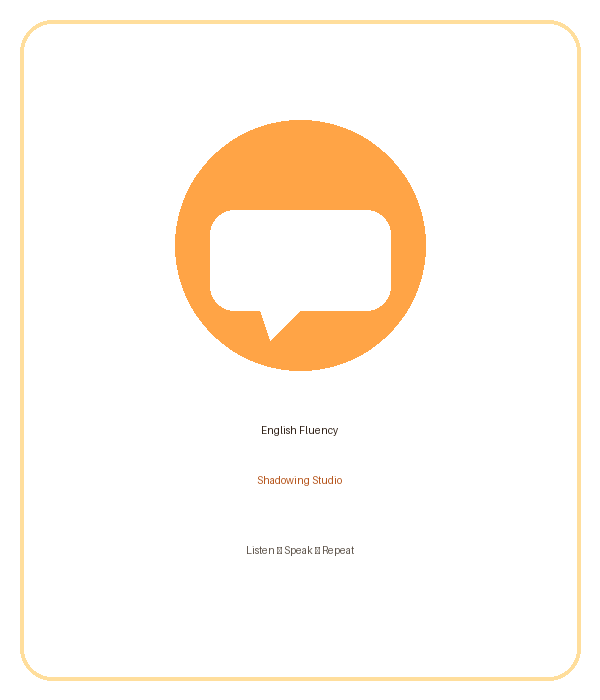 English Fluency
Shadowing Studio
Listen ▯ Speak ▯ Repeat